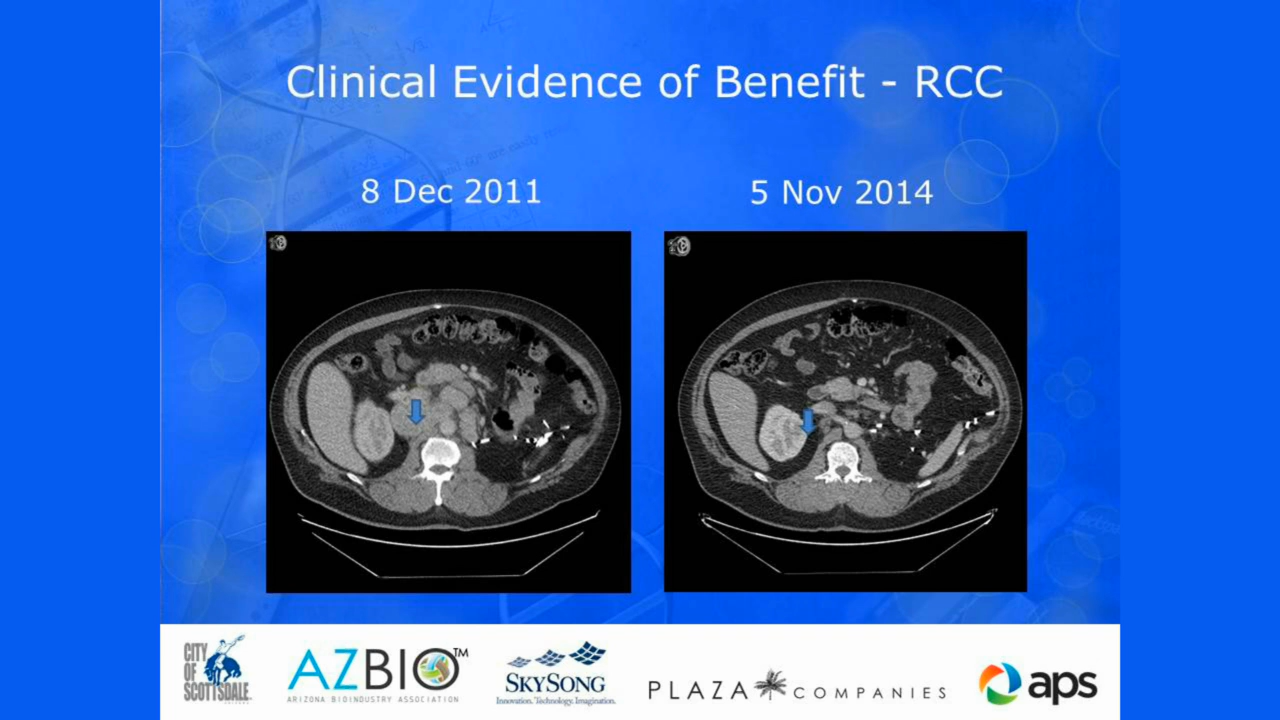 Clinical Evidence of Benefit - RCC
8 Dec 2011
5 Nov 2014
CITY
OF
SCOTTSDALE
AZBIO™
ARIZONA BIOINDUSTRY ASSOCIATION
SKYSONG
Innovation. Technology. Imagination.
PLAZA COMPANIES
aps